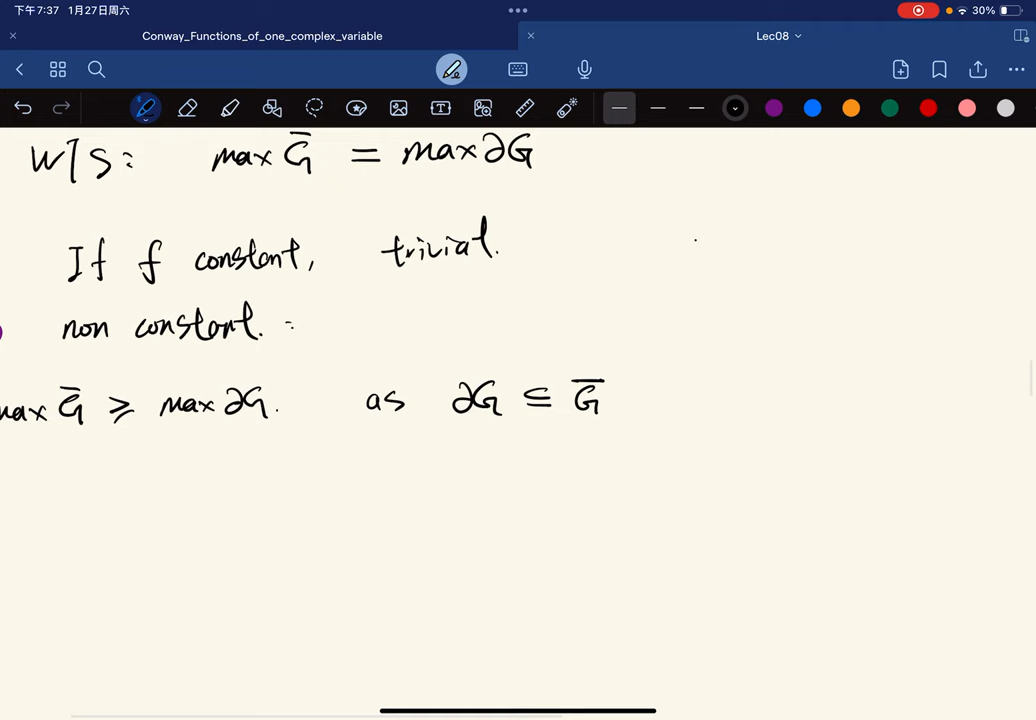 下午7:37 1月27日周六
30%
Conway_Functions_of_one_complex_variable
Lec08
W/S: max G̅ = max ∂G
If f constant, trivial.
non constant.
max G̅ ⩾ max ∂G. as ∂G ⊆ G̅